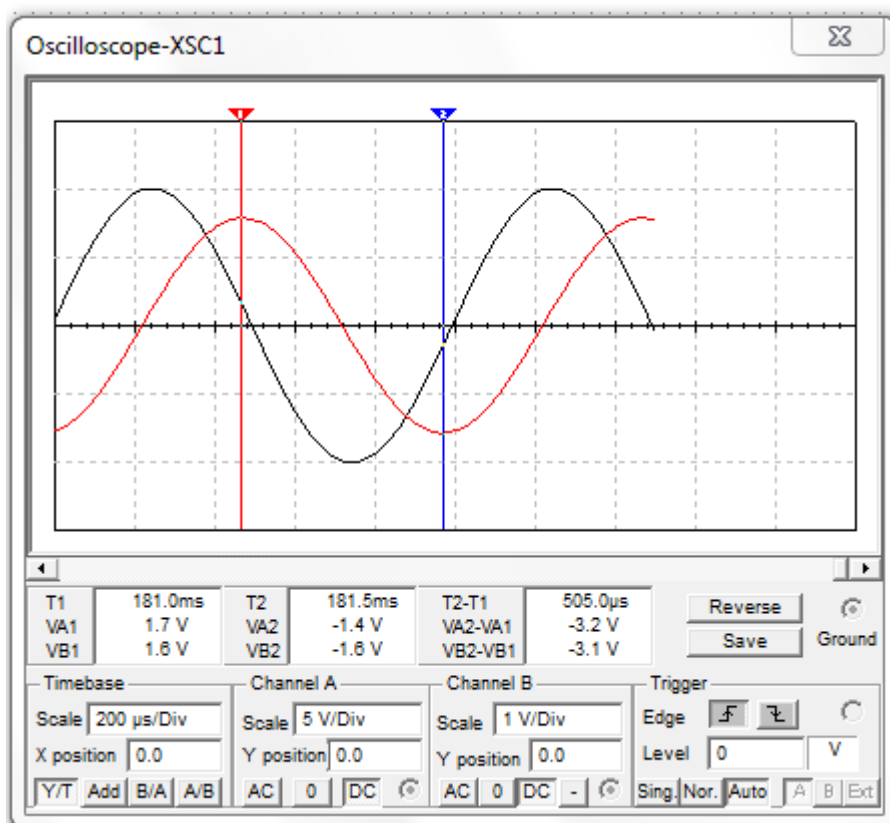 Oscilloscope-XSC1
1 2
T1 181.0ms T2 181.5ms T2-T1 505.0µs Reverse
VA1 1.7 V VA2 -1.4 V VA2-VA1 -3.2 V
VB1 1.6 V VB2 -1.6 V VB2-VB1 -3.1 V Save Ground
Timebase Channel A Channel B Trigger
Scale 200 µs/Div Scale 5 V/Div Scale 1 V/Div Edge
X position 0.0 Y position 0.0 Y position 0.0 Level 0 V
Y/T Add B/A A/B AC 0 DC AC 0 DC - Sing. Nor. Auto A B Ext